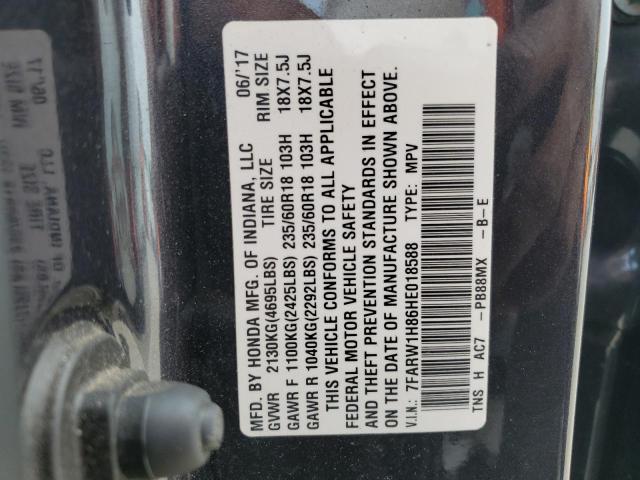 MFD. BY HONDA MFG. OF INDIANA, LLC 06/'17
GVWR 2130KG(4695LBS) TIRE SIZE RIM SIZE
GAWR F 1100KG(2425LBS) 235/60R18 103H 18X7.5J
GAWR R 1040KG(2292LBS) 235/60R18 103H 18X7.5J
THIS VEHICLE CONFORMS TO ALL APPLICABLE
FEDERAL MOTOR VEHICLE SAFETY
AND THEFT PREVENTION STANDARDS IN EFFECT
ON THE DATE OF MANUFACTURE SHOWN ABOVE.
V.I.N.: 7FARW1H86HE018588 TYPE: MPV
TNS H AC7 -PB88MX -B-E